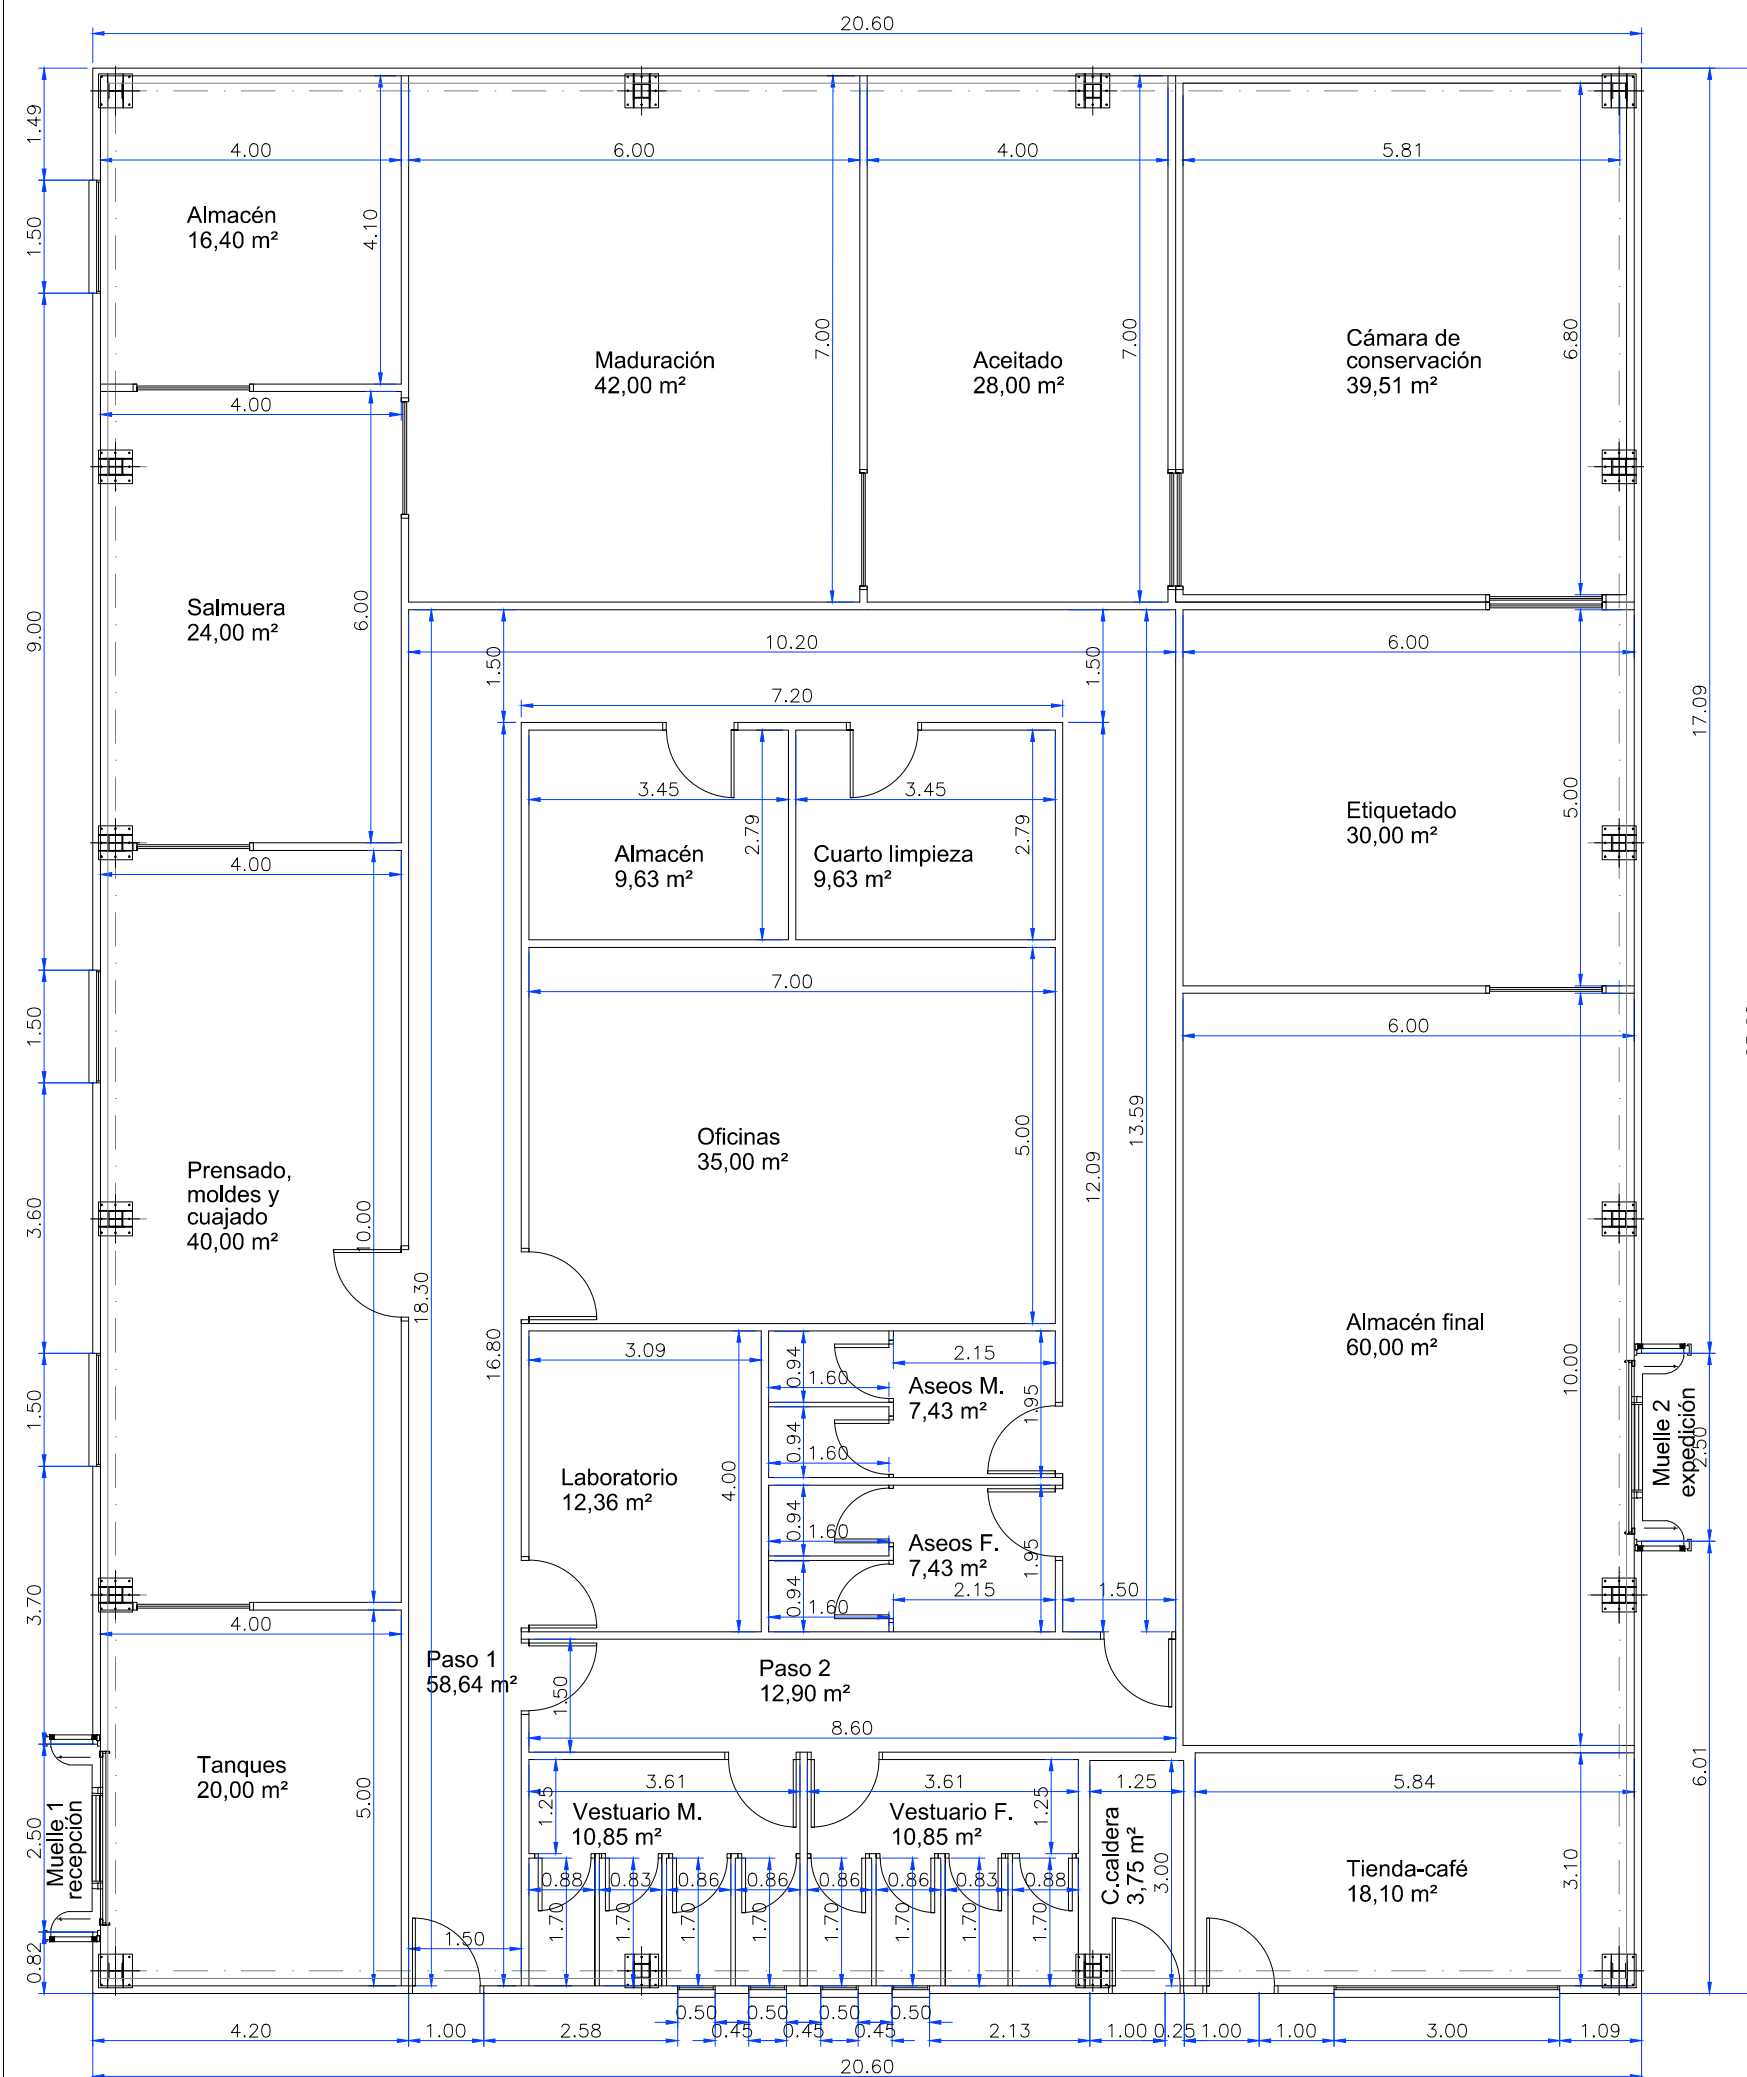 20.60
1.49
4.00
6.00
4.00
5.81
4.10
1.50
Almacén
16,40 m²
7.00
7.00
6.80
Maduración
42,00 m²
Aceitado
28,00 m²
Cámara de
conservación
39,51 m²
4.00
9.00
Salmuera
24,00 m²
6.00
1.50
10.20
1.50
6.00
7.20
17.09
3.45
3.45
2.79
2.79
5.00
Etiquetado
30,00 m²
Almacén
9,63 m²
Cuarto limpieza
9,63 m²
4.00
7.00
6.00
1.50
5.00
13.59
12.09
Oficinas
35,00 m²
Prensado,
moldes y
cuajado
40,00 m²
10.00
3.60
18.30
16.80
Almacén final
60,00 m²
10.00
3.09
0.94
2.15
1.60
Aseos M.
7,43 m²
1.95
1.50
0.94
1.60
Muelle 2
expedición
2.50
Laboratorio
12,36 m²
4.00
0.94
1.60
Aseos F.
7,43 m²
1.95
0.94
2.15
1.60
1.50
3.70
4.00
Paso 1
58,64 m²
1.50
Paso 2
12,90 m²
8.60
Tanques
20,00 m²
5.00
3.61
3.61
1.25
5.84
6.01
1.25
Vestuario M.
10,85 m²
Vestuario F.
10,85 m²
1.25
C.caldera
3,75 m²
3.00
Tienda-café
18,10 m²
3.10
2.50
Muelle 1
recepción
0.88
0.83
0.86
0.86
0.86
0.86
0.83
0.88
1.70
1.70
1.70
1.70
1.70
1.70
1.70
1.70
1.50
0.82
0.50
0.50
0.50
0.50
4.20
1.00
2.58
0.45
0.45
0.45
2.13
1.00
0.25
1.00
1.00
3.00
1.09
20.60